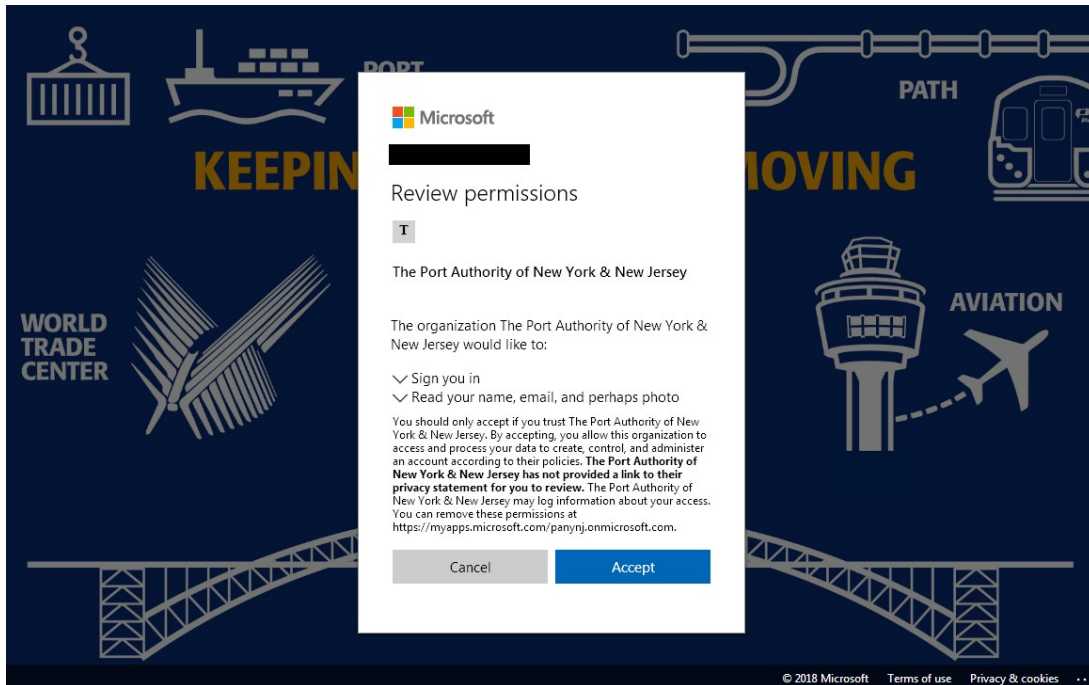 PORT
PATH
KEEPIN
MOVING
WORLD
TRADE
CENTER
AVIATION
Microsoft
Review permissions
T
The Port Authority of New York & New Jersey
The organization The Port Authority of New York &
New Jersey would like to:
Sign you in
Read your name, email, and perhaps photo
You should only accept if you trust The Port Authority of New
York & New Jersey. By accepting, you allow this organization to
access and process your data to create, control, and administer
an account according to their policies. The Port Authority of
New York & New Jersey has not provided a link to their
privacy statement for you to review. The Port Authority of
New York & New Jersey may log information about your access.
You can remove these permissions at
https://myapps.microsoft.com/panynj.onmicrosoft.com.
Cancel
Accept
© 2018 Microsoft Terms of use Privacy & cookies ...